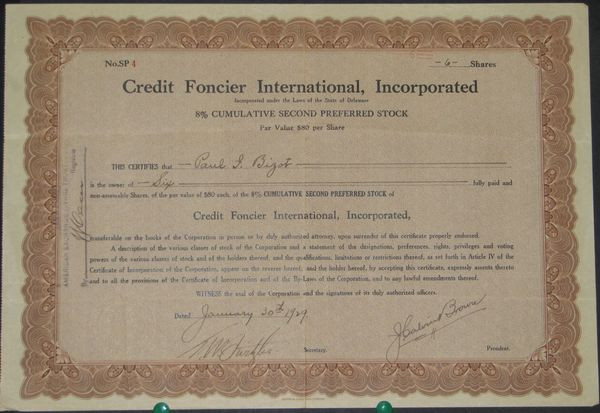 No. SP 4
-6- Shares
Credit Foncier International, Incorporated
Incorporated under the Laws of the State of Delaware
8% CUMULATIVE SECOND PREFERRED STOCK
Par Value $80 per Share
THIS CERTIFIES that Paul I. Bizot
is the owner of Six fully paid and
non-assessable Shares, of the par value of $80 each, of the 8% CUMULATIVE SECOND PREFERRED STOCK of
Credit Foncier International, Incorporated,
transferable on the books of the Corporation in person or by duly authorized attorney, upon surrender of this certificate properly endorsed.
A description of the various classes of stock of the Corporation and a statement of the designations, preferences, rights, privileges and voting
powers of the various classes of stock and of the holders thereof, and the qualifications, limitations or restrictions thereof, as set forth in Article IV of the
Certificate of Incorporation of the Corporation, appear on the reverse hereof, and the holder hereof, by accepting this certificate, expressly assents thereto
and to all the provisions of the Certificate of Incorporation and of the By-Laws of the Corporation, and to any lawful amendments thereof.
WITNESS the seal of the Corporation and the signatures of its duly authorized officers.
Dated January 30th 1929
Secretary.
J Calvin Brown
President.
Registrar
By